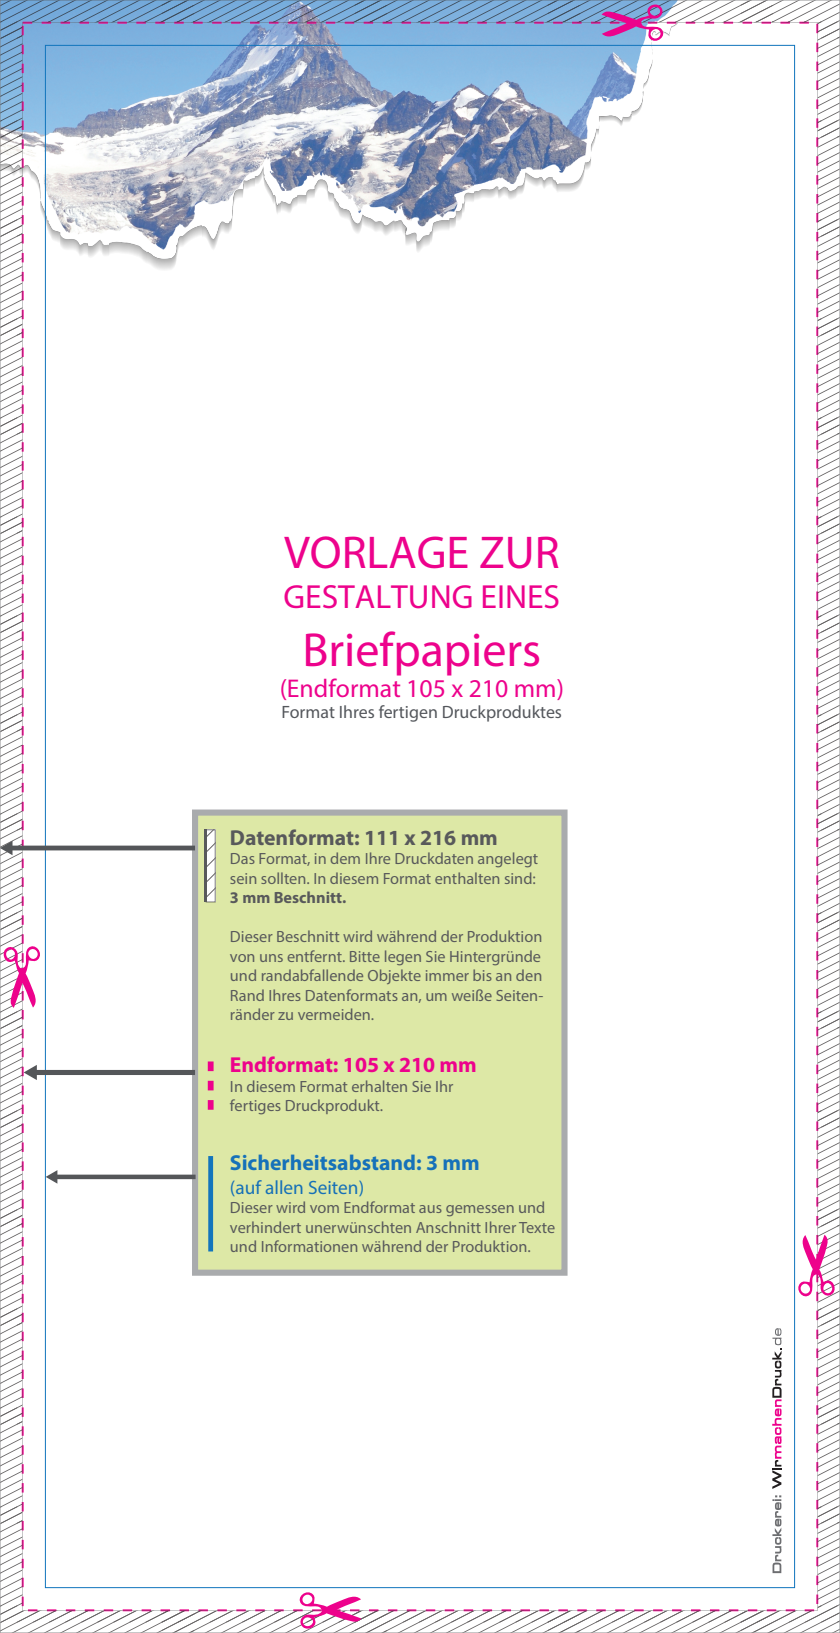 VORLAGE ZUR
GESTALTUNG EINES
Briefpapiers
(Endformat 105 x 210 mm)
Format Ihres fertigen Druckproduktes
Datenformat: 111 x 216 mm
Das Format, in dem Ihre Druckdaten angelegt
sein sollten. In diesem Format enthalten sind:
3 mm Beschnitt.
Dieser Beschnitt wird während der Produktion
von uns entfernt. Bitte legen Sie Hintergründe
und randabfallende Objekte immer bis an den
Rand Ihres Datenformats an, um weiße Seiten-
ränder zu vermeiden.
Endformat: 105 x 210 mm
In diesem Format erhalten Sie Ihr
fertiges Druckprodukt.
Sicherheitsabstand: 3 mm
(auf allen Seiten)
Dieser wird vom Endformat aus gemessen und
verhindert unerwünschten Anschnitt Ihrer Texte
und Informationen während der Produktion.
Druckerei: WIrmachenDruck.de